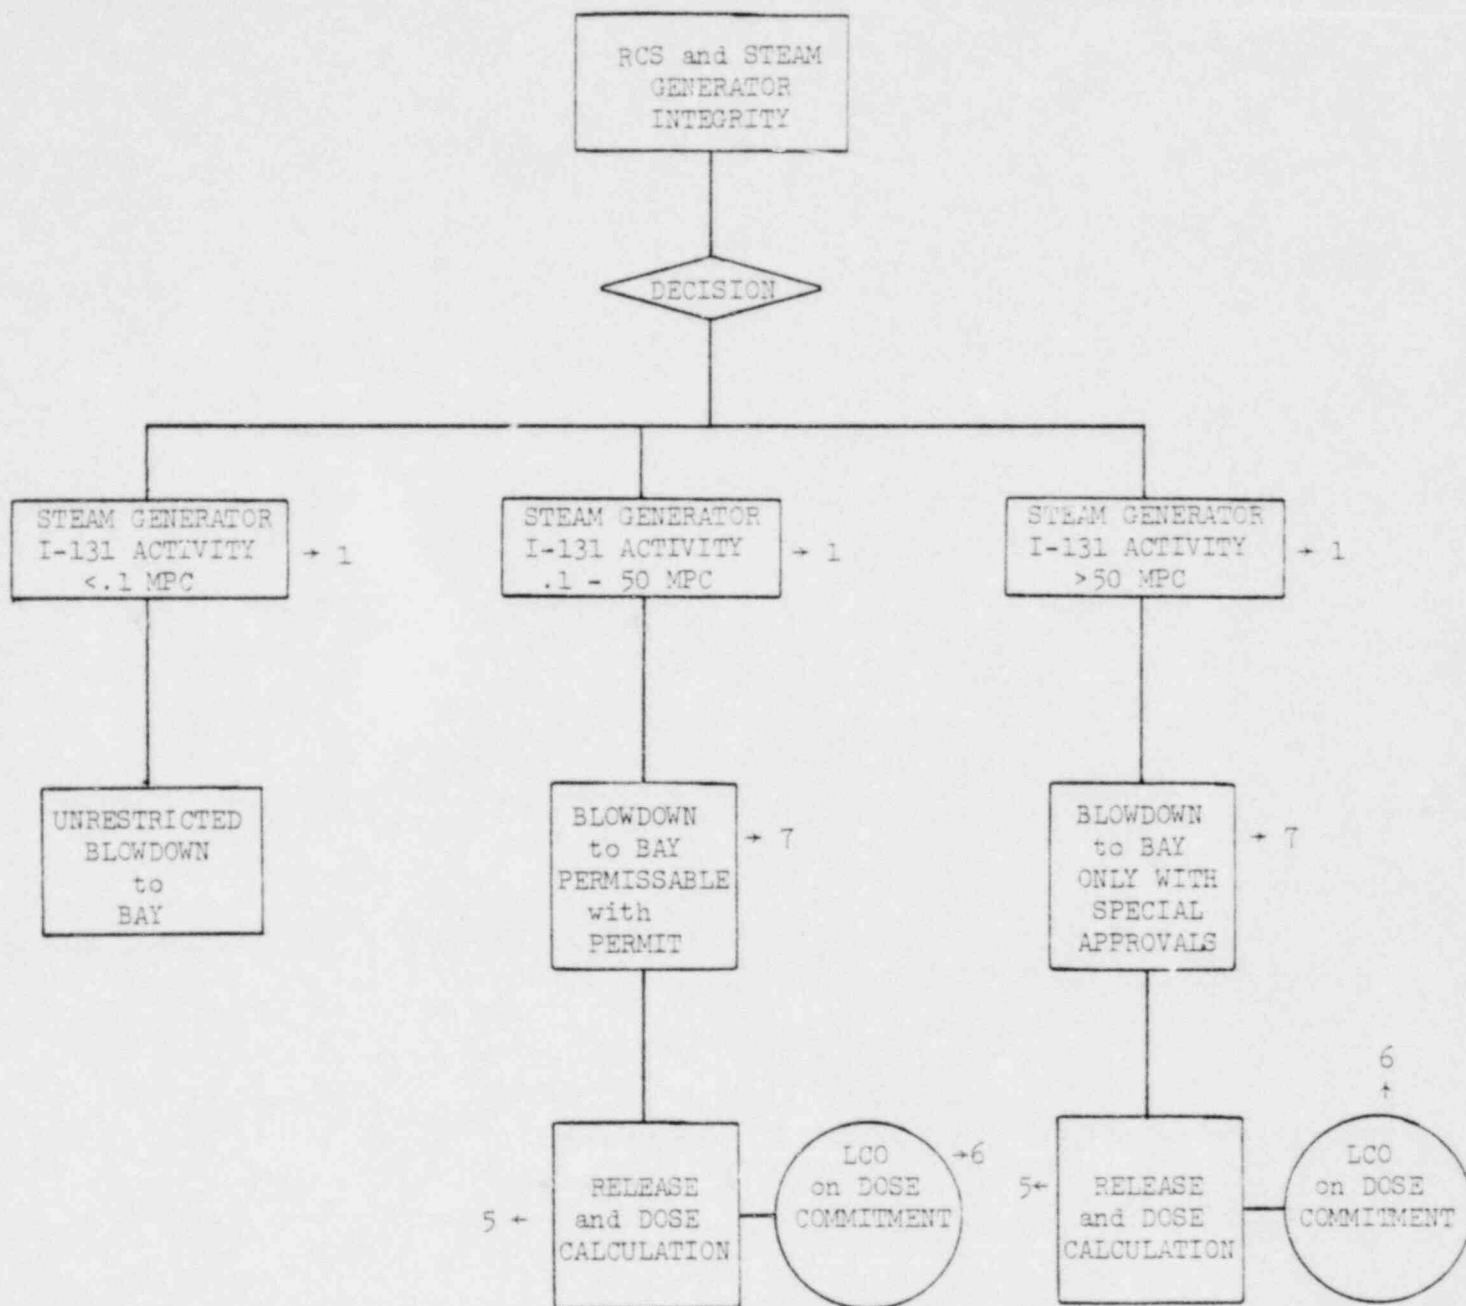 RCS and STEAM
GENERATOR
INTEGRITY
DECISION
STEAM GENERATOR
I-131 ACTIVITY
<.1 MPC
→ 1
STEAM GENERATOR
I-131 ACTIVITY
.1 - 50 MPC
→ 1
STEAM GENERATOR
I-131 ACTIVITY
>50 MPC
→ 1
UNRESTRICTED
BLOWDOWN
to
BAY
BLOWDOWN
to BAY
PERMISSABLE
with
PERMIT
→ 7
BLOWDOWN
to BAY
ONLY WITH
SPECIAL
APPROVALS
→ 7
5 ←
RELEASE
and DOSE
CALCULATION
LCO
on DOSE
COMMITMENT
→6
5←
RELEASE
and DOSE
CALCULATION
6
↑
LCO
on DOSE
COMMITMENT